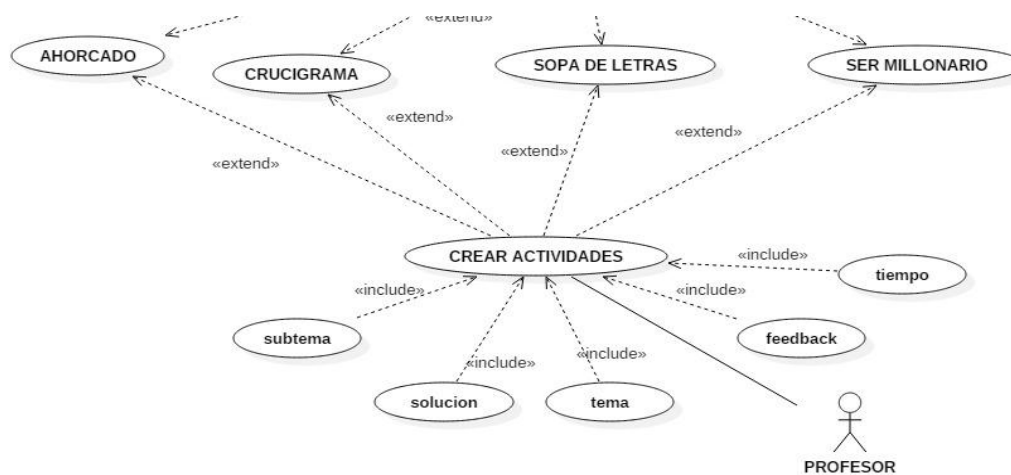 «extend»
AHORCADO
CRUCIGRAMA
SOPA DE LETRAS
SER MILLONARIO
«extend»
«extend»
«extend»
«extend»
CREAR ACTIVIDADES
«include»
tiempo
«include»
«include»
subtema
feedback
«include»
«include»
solucion
tema
PROFESOR